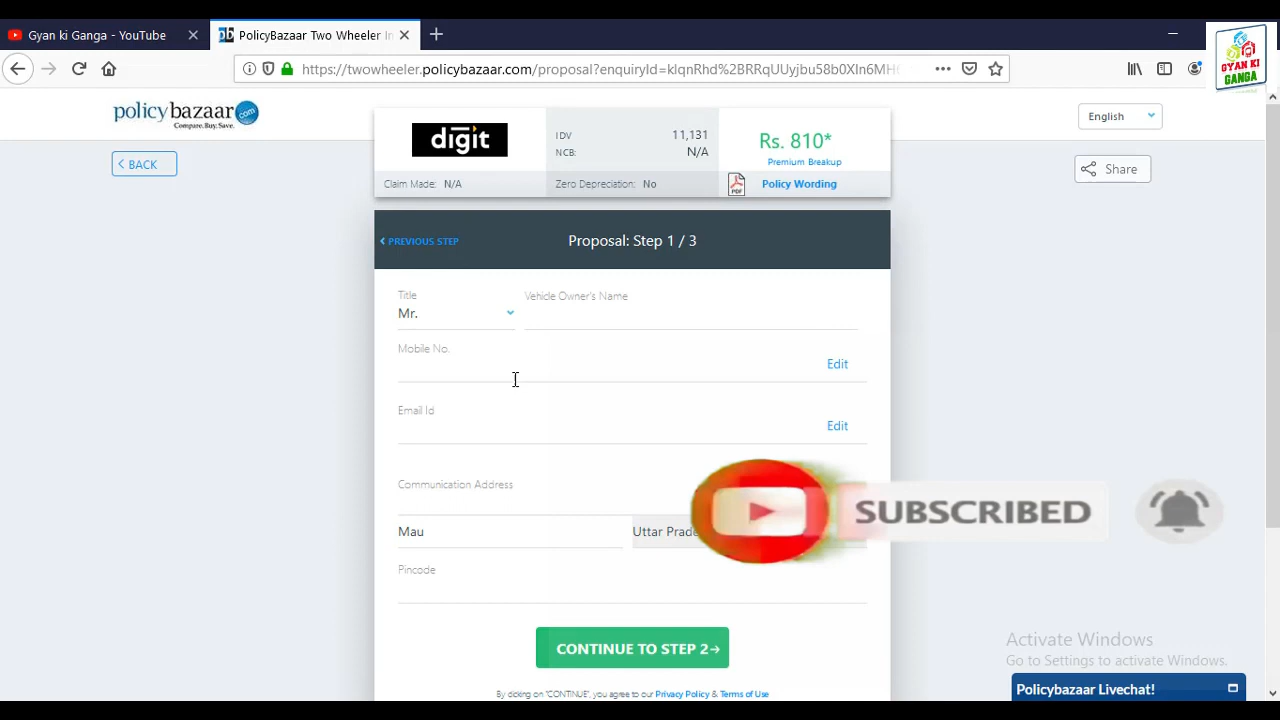 Gyan ki Ganga - YouTube
PolicyBazaar Two Wheeler In
https://twowheeler.policybazaar.com/proposal?enquiryId=
GYAN KI
GANGA
policybazaar.com
Compare. Buy. Save.
English
BACK
Share
digit
IDV 11,131
NCB: N/A
Rs. 810*
Premium Breakup
Claim Made: N/A
Zero Depreciation: No
PDF
Policy Wording
PREVIOUS STEP
Proposal: Step 1 / 3
Title
Mr.
Vehicle Owner's Name
Mobile No.
Edit
Email Id
Edit
Communication Address
SUBSCRIBED
Mau
Uttar Prade
Pincode
CONTINUE TO STEP 2→
By clicking on "CONTINUE", you agree to our Privacy Policy & Terms of Use
Activate Windows
Go to Settings to activate Windows.
Policybazaar Livechat!